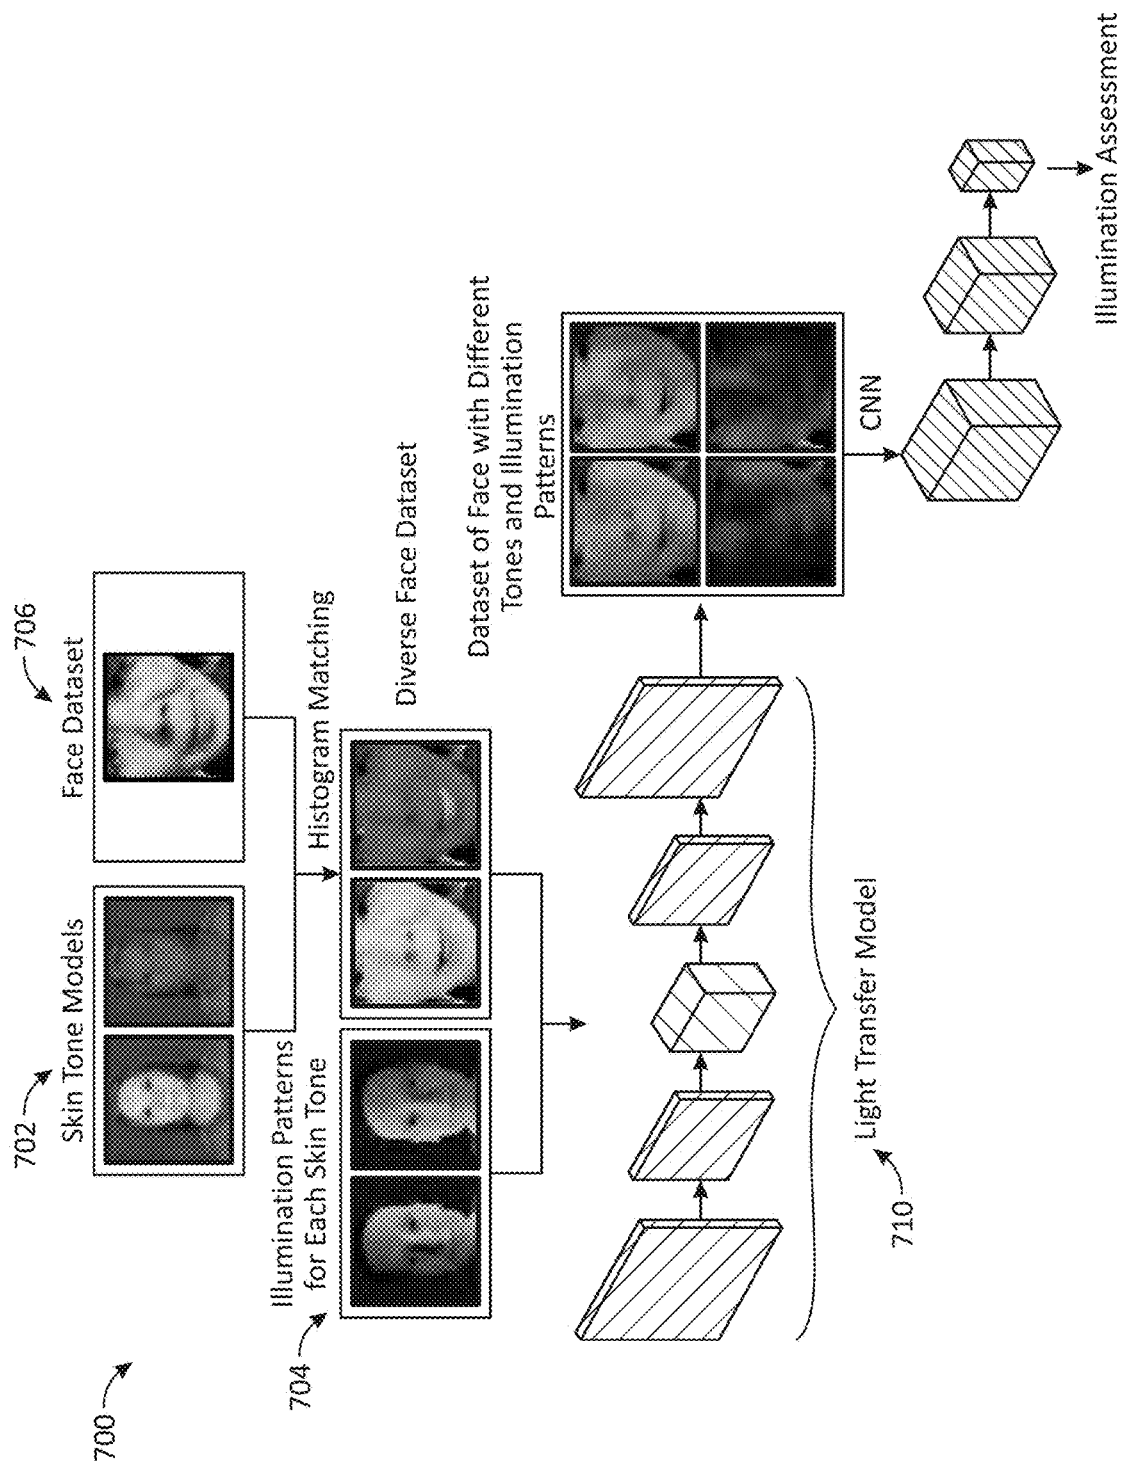 700
702
Skin Tone Models
706
Face Dataset
704
Illumination Patterns
for Each Skin Tone
Histogram Matching
Diverse Face Dataset
Dataset of Face with Different
Tones and Illumination
Patterns
710
Light Transfer Model
CNN
Illumination Assessment